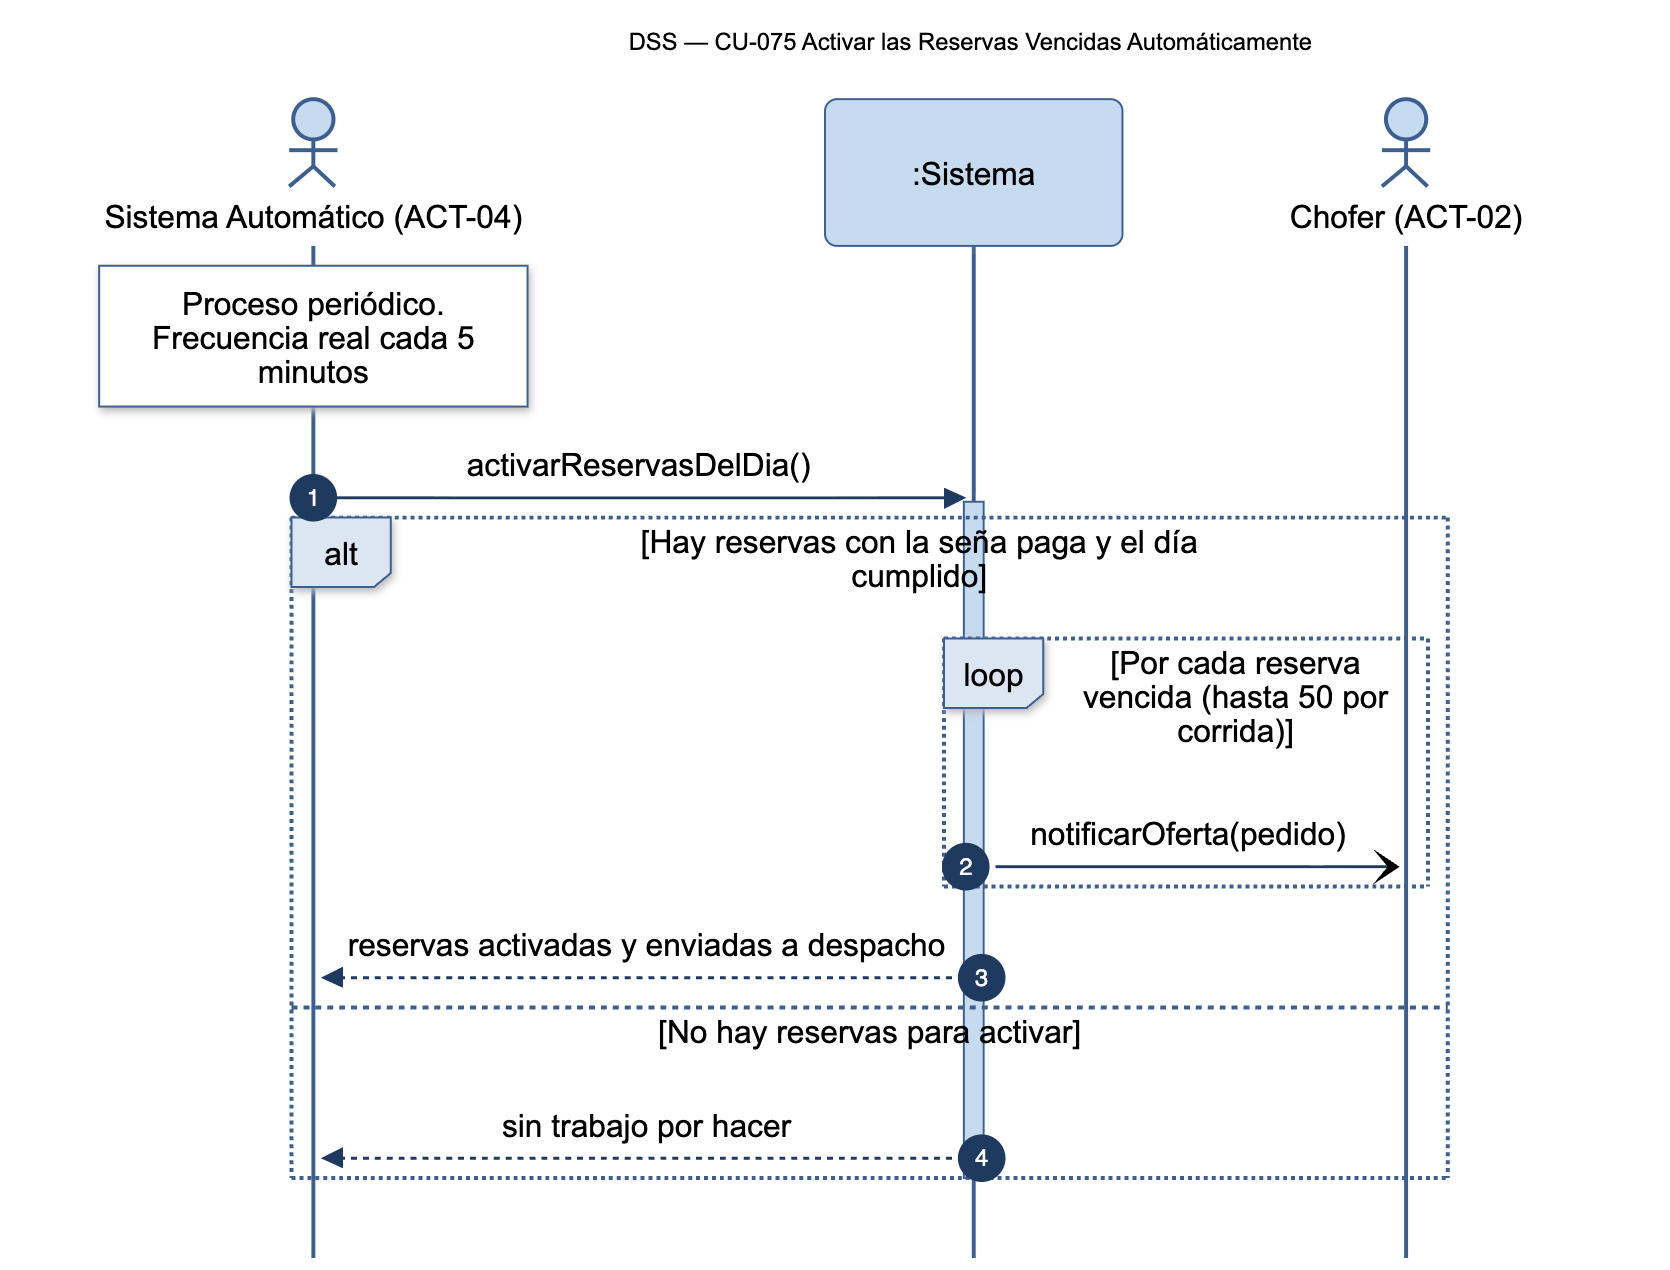 DSS — CU-075 Activar las Reservas Vencidas Automáticamente
Sistema Automático (ACT-04)
:Sistema
Chofer (ACT-02)
Proceso periódico.
Frecuencia real cada 5
minutos
activarReservasDelDia()
1
alt
[Hay reservas con la seña paga y el día
cumplido]
loop
[Por cada reserva
vencida (hasta 50 por
corrida)]
notificarOferta(pedido)
2
reservas activadas y enviadas a despacho
3
[No hay reservas para activar]
sin trabajo por hacer
4